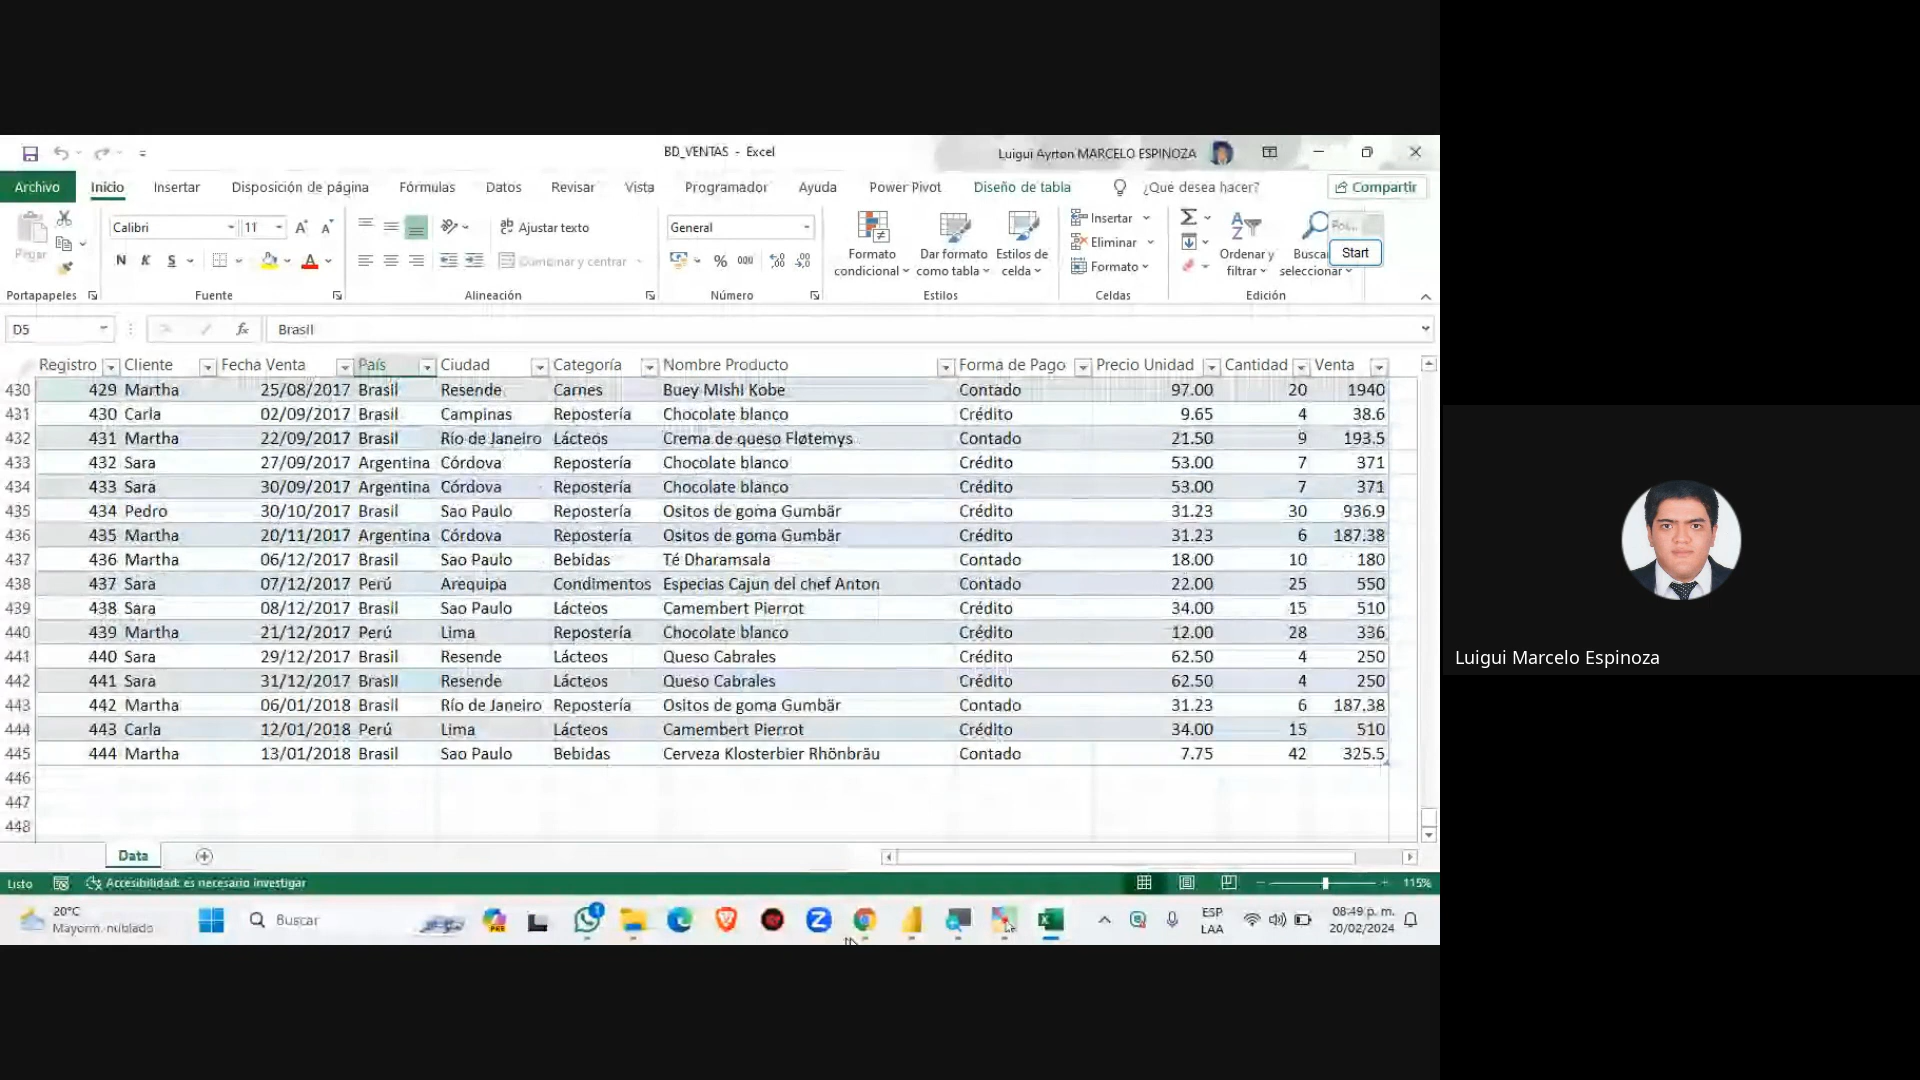 BD_VENTAS - Excel
Luigui Ayrton MARCELO ESPINOZA
Archivo Inicio Insertar Disposición de página Fórmulas Datos Revisar Vista Programador Ayuda Power Pivot Diseño de tabla ¿Qué desea hacer? Compartir
Pegar
Calibri 11
Ajustar texto
General
Formato condicional
Dar formato como tabla
Estilos de celda
Insertar
Eliminar
Formato
Ordenar y filtrar
seleccionar
Start
N K S
Combinar y centrar
% 000
Portapapeles Fuente Alineación Número Estilos Celdas Edición
D5 fx Brasil
Registro Cliente Fecha Venta País Ciudad Categoría Nombre Producto Forma de Pago Precio Unidad Cantidad Venta
430 429 Martha 25/08/2017 Brasil Resende Carnes Buey Mishi Kobe Contado 97.00 20 1940
431 430 Carla 02/09/2017 Brasil Campinas Repostería Chocolate blanco Crédito 9.65 4 38.6
432 431 Martha 22/09/2017 Brasil Río de Janeiro Lácteos Crema de queso Fløtemys Contado 21.50 9 193.5
433 432 Sara 27/09/2017 Argentina Córdova Repostería Chocolate blanco Crédito 53.00 7 371
434 433 Sara 30/09/2017 Argentina Córdova Repostería Chocolate blanco Crédito 53.00 7 371
435 434 Pedro 30/10/2017 Brasil Sao Paulo Repostería Ositos de goma Gumbär Crédito 31.23 30 936.9
436 435 Martha 20/11/2017 Argentina Córdova Repostería Ositos de goma Gumbär Crédito 31.23 6 187.38
437 436 Martha 06/12/2017 Brasil Sao Paulo Bebidas Té Dharamsala Contado 18.00 10 180
438 437 Sara 07/12/2017 Perú Arequipa Condimentos Especias Cajun del chef Anton Contado 22.00 25 550
439 438 Sara 08/12/2017 Brasil Sao Paulo Lácteos Camembert Pierrot Crédito 34.00 15 510
440 439 Martha 21/12/2017 Perú Lima Repostería Chocolate blanco Crédito 12.00 28 336
441 440 Sara 29/12/2017 Brasil Resende Lácteos Queso Cabrales Crédito 62.50 4 250
442 441 Sara 31/12/2017 Brasil Resende Lácteos Queso Cabrales Crédito 62.50 4 250
443 442 Martha 06/01/2018 Brasil Río de Janeiro Repostería Ositos de goma Gumbär Contado 31.23 6 187.38
444 443 Carla 12/01/2018 Perú Lima Lácteos Camembert Pierrot Crédito 34.00 15 510
445 444 Martha 13/01/2018 Brasil Sao Paulo Bebidas Cerveza Klosterbier Rhönbräu Contado 7.75 42 325.5
446
447
448
Data
Listo Accesibilidad: es necesario investigar 115%
20°C
Mayorm. nublado
Buscar
ESP
LAA
08:49 p. m.
20/02/2024
Luigui Marcelo Espinoza